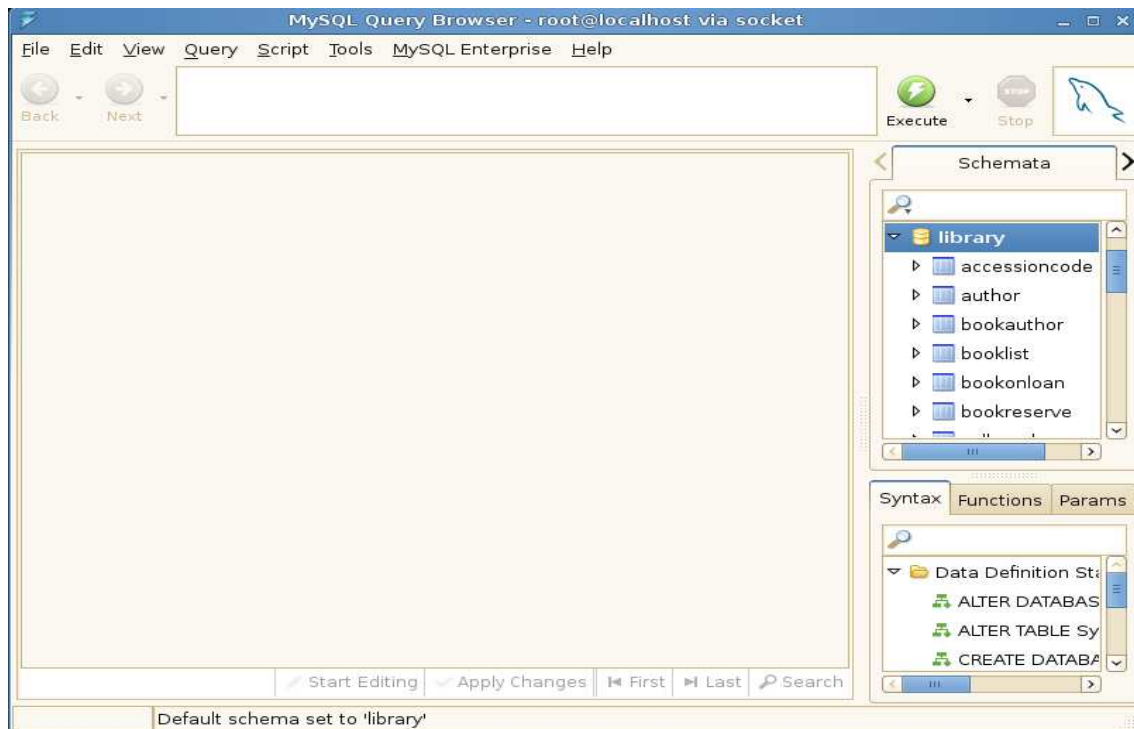 MySQL Query Browser - root@localhost via socket
File Edit View Query Script Tools MySQL Enterprise Help
Back Next Execute STOP Stop
Schemata
library
accessioncode
author
bookauthor
booklist
bookonloan
bookreserve
Syntax Functions Params
Data Definition Sta
ALTER DATABAS
ALTER TABLE Sy
CREATE DATABA
Start Editing Apply Changes First Last Search
Default schema set to 'library'